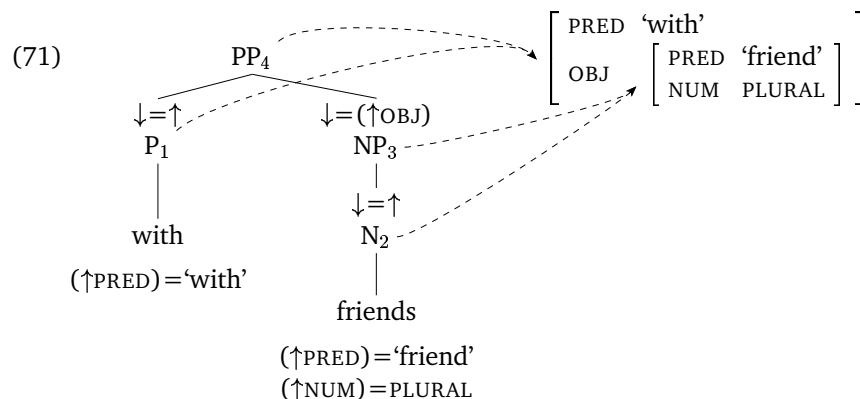 (71)
PP₄
[ PRED ‘with’
OBJ [ PRED ‘friend’
NUM PLURAL ] ]
↓=↑ ↓=(↑OBJ)
P₁ NP₃
↓=↑
with N₂
(↑PRED)=‘with’
friends
(↑PRED)=‘friend’
(↑NUM)=PLURAL